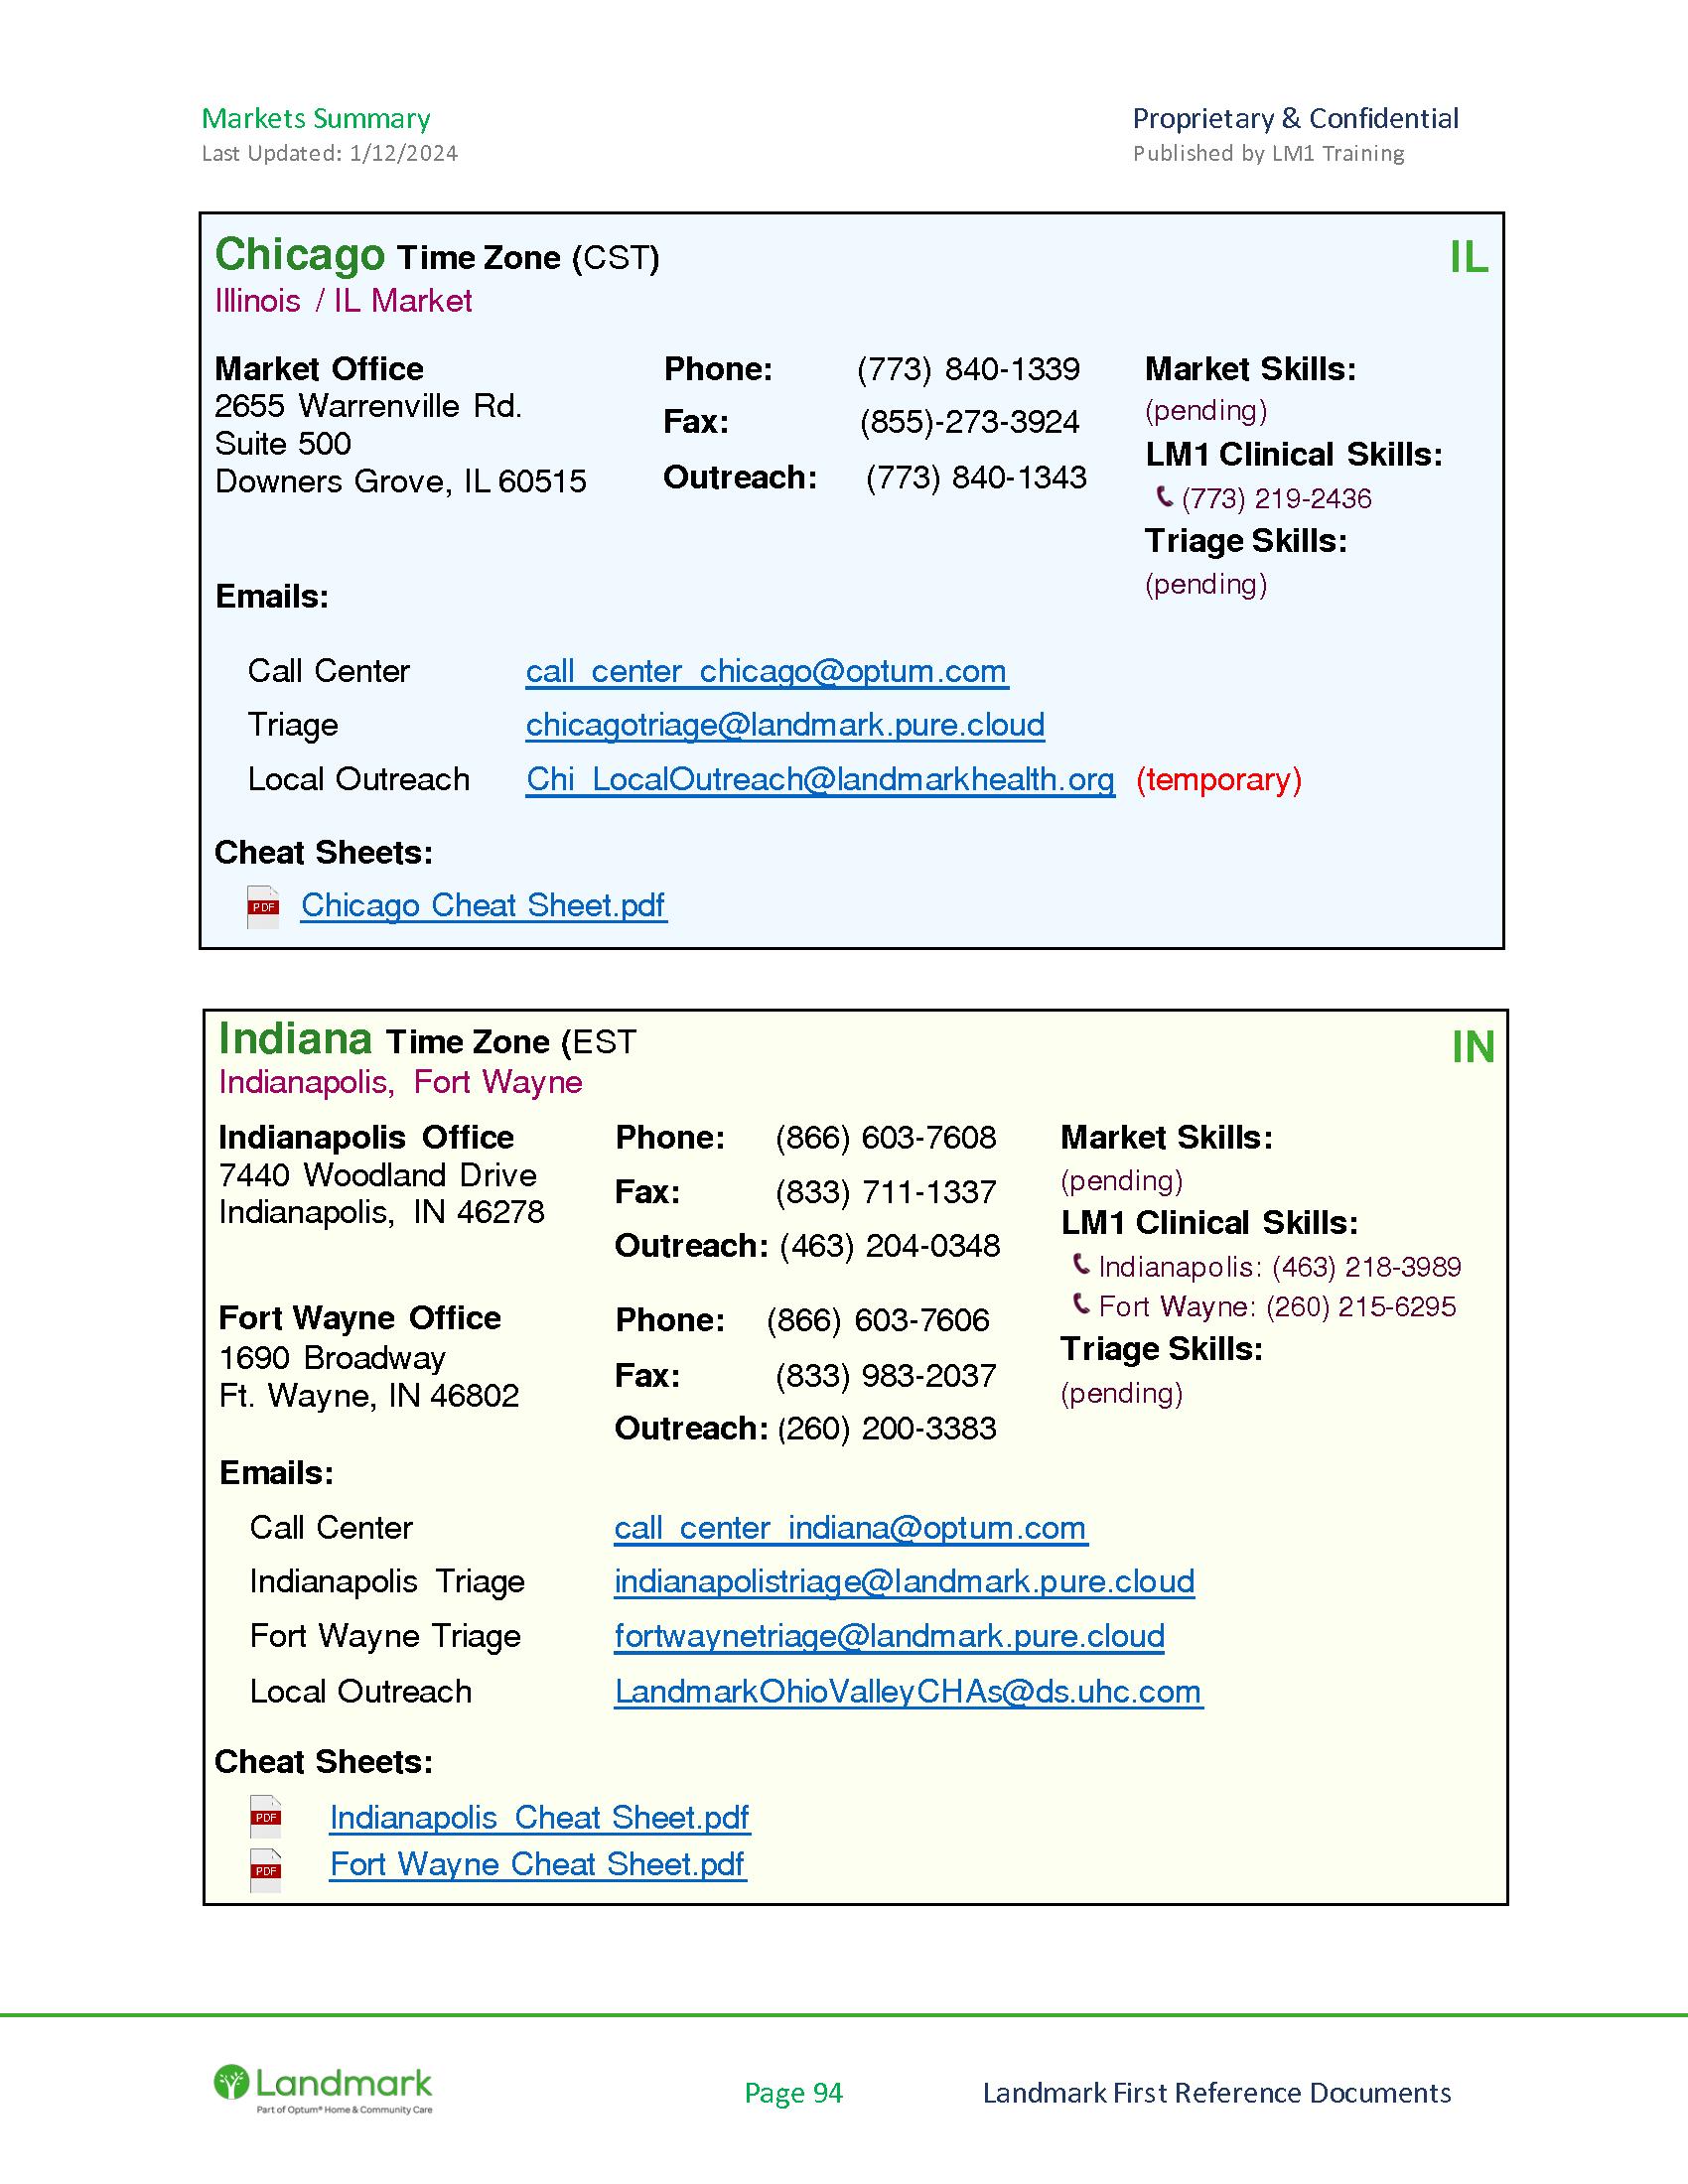 Markets Summary
Proprietary & Confidential
Last Updated: 1/12/2024
Published by LM1 Training
Chicago Time Zone (CST)
IL
Illinois / IL Market
Market Office
2655 Warrenville Rd.
Suite 500
Downers Grove, IL 60515
Phone: (773) 840-1339
Fax: (855)-273-3924
Outreach: (773) 840-1343
Market Skills:
(pending)
LM1 Clinical Skills:
(773) 219-2436
Triage Skills:
(pending)
Emails:
Call Center call_center_chicago@optum.com
Triage chicagotriage@landmark.pure.cloud
Local Outreach Chi_LocalOutreach@landmarkhealth.org (temporary)
Cheat Sheets:
PDF Chicago Cheat Sheet.pdf
Indiana Time Zone (EST
IN
Indianapolis, Fort Wayne
Indianapolis Office
7440 Woodland Drive
Indianapolis, IN 46278
Phone: (866) 603-7608
Fax: (833) 711-1337
Outreach: (463) 204-0348
Fort Wayne Office
1690 Broadway
Ft. Wayne, IN 46802
Phone: (866) 603-7606
Fax: (833) 983-2037
Outreach: (260) 200-3383
Market Skills:
(pending)
LM1 Clinical Skills:
Indianapolis: (463) 218-3989
Fort Wayne: (260) 215-6295
Triage Skills:
(pending)
Emails:
Call Center call_center_indiana@optum.com
Indianapolis Triage indianapolistriage@landmark.pure.cloud
Fort Wayne Triage fortwaynetriage@landmark.pure.cloud
Local Outreach LandmarkOhioValleyCHAs@ds.uhc.com
Cheat Sheets:
PDF Indianapolis Cheat Sheet.pdf
PDF Fort Wayne Cheat Sheet.pdf
Landmark
Part of Optum® Home & Community Care
Page 94
Landmark First Reference Documents